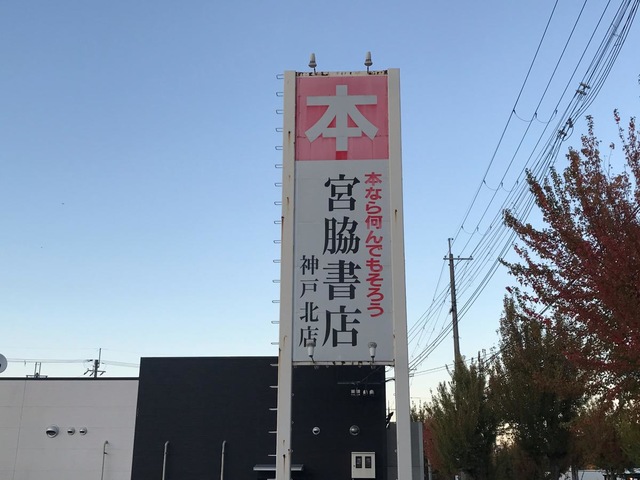 本
本なら何んでもそろう
宮脇書店
神戸北店